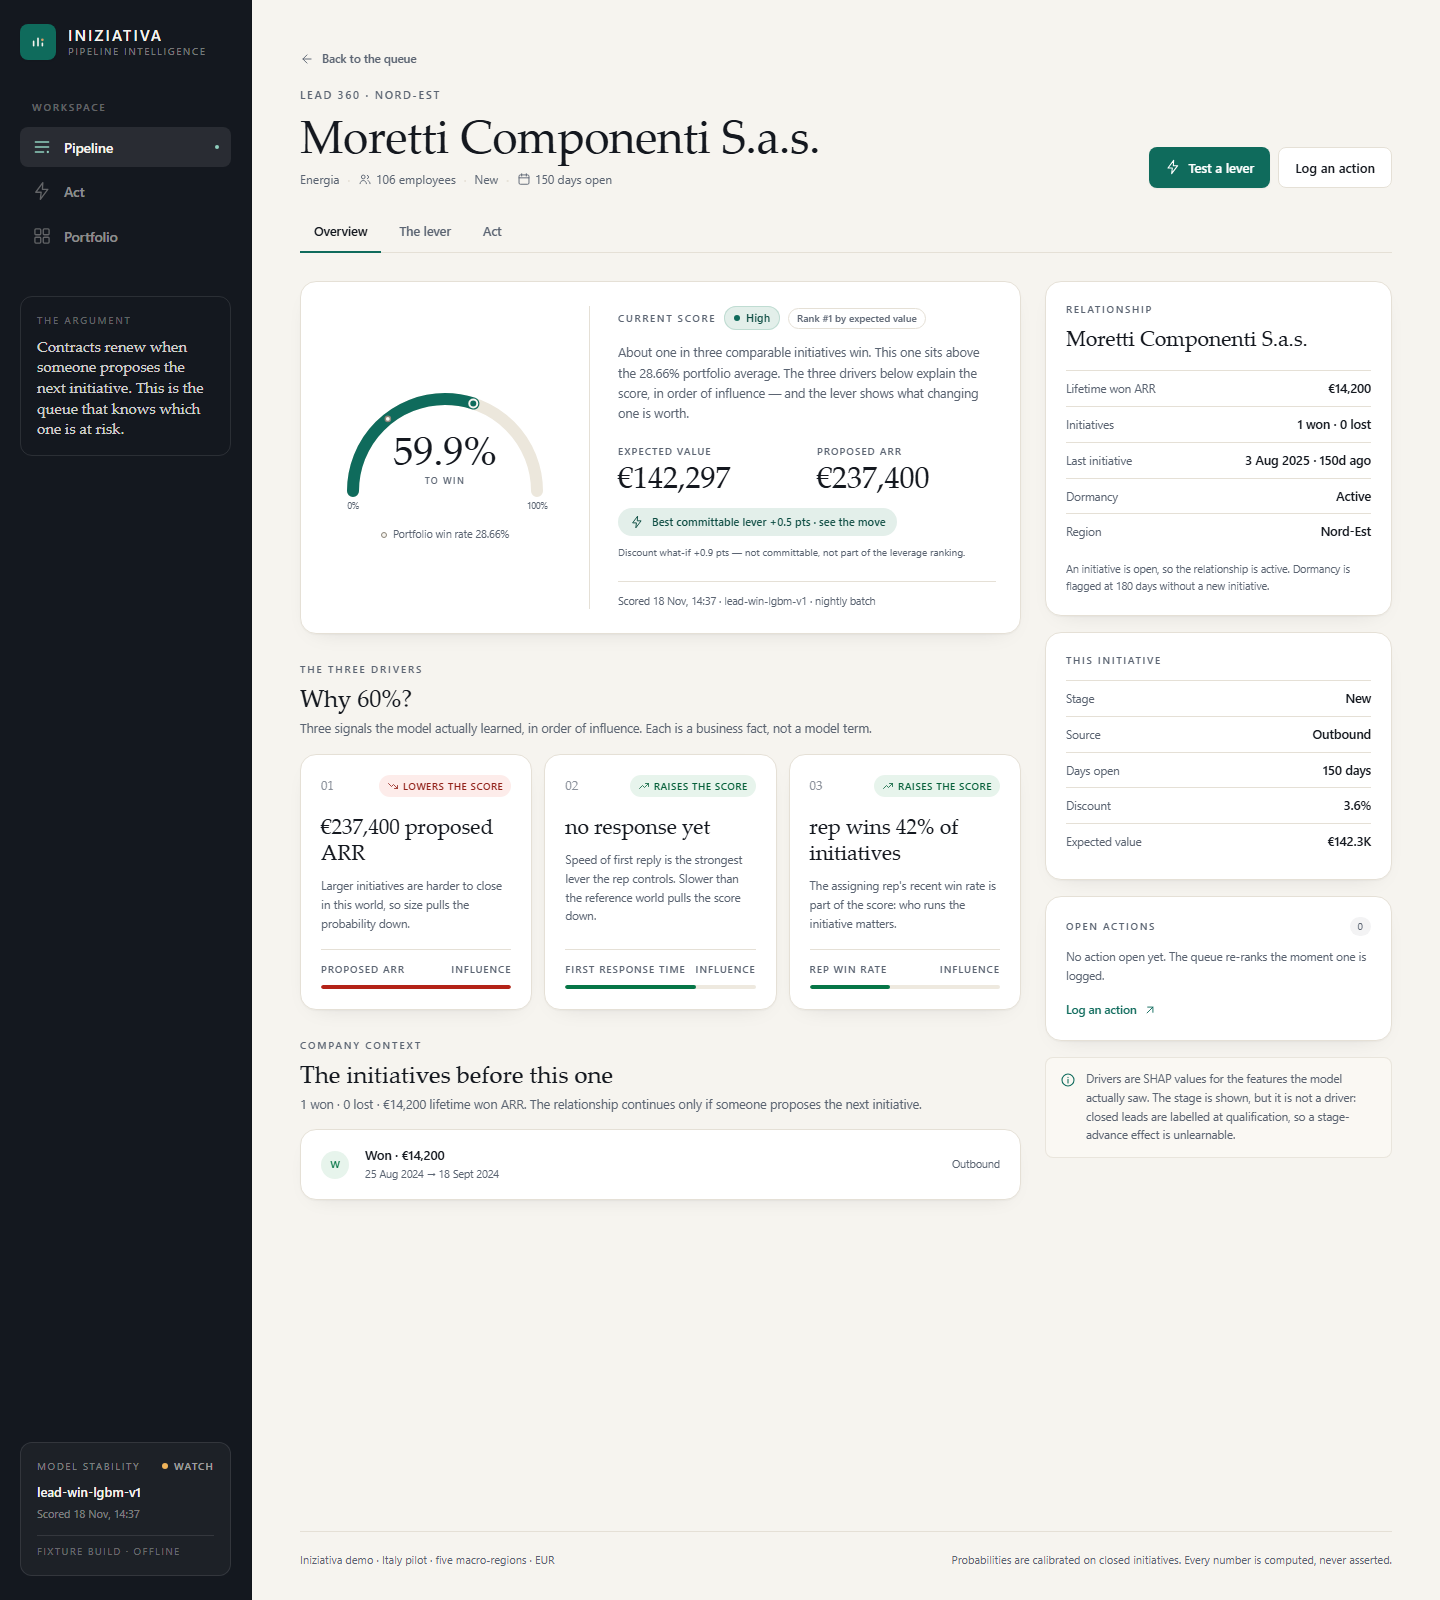 INIZIATIVA
PIPELINE INTELLIGENCE
WORKSPACE
Pipeline
Act
Portfolio
THE ARGUMENT
Contracts renew when
someone proposes the
next initiative. This is the
queue that knows which
one is at risk.
MODEL STABILITY
WATCH
lead-win-lgbm-v1
Scored 18 Nov, 14:37
FIXTURE BUILD · OFFLINE
Back to the queue
LEAD 360 · NORD-EST
Moretti Componenti S.a.s.
Energia · 106 employees · New · 150 days open
Test a lever
Log an action
Overview
The lever
Act
59.9%
TO WIN
0%
100%
Portfolio win rate 28.66%
CURRENT SCORE
High
Rank #1 by expected value
About one in three comparable initiatives win. This one sits above
the 28.66% portfolio average. The three drivers below explain the
score, in order of influence — and the lever shows what changing
one is worth.
EXPECTED VALUE
€142,297
PROPOSED ARR
€237,400
Best committable lever +0.5 pts · see the move
Discount what-if +0.9 pts — not committable, not part of the leverage ranking.
Scored 18 Nov, 14:37 · lead-win-lgbm-v1 · nightly batch
THE THREE DRIVERS
Why 60%?
Three signals the model actually learned, in order of influence. Each is a business fact, not a model term.
01
LOWERS THE SCORE
€237,400 proposed
ARR
Larger initiatives are harder to close
in this world, so size pulls the
probability down.
PROPOSED ARR
INFLUENCE
02
RAISES THE SCORE
no response yet
Speed of first reply is the strongest
lever the rep controls. Slower than
the reference world pulls the score
down.
FIRST RESPONSE TIME
INFLUENCE
03
RAISES THE SCORE
rep wins 42% of
initiatives
The assigning rep's recent win rate is
part of the score: who runs the
initiative matters.
REP WIN RATE
INFLUENCE
COMPANY CONTEXT
The initiatives before this one
1 won · 0 lost · €14,200 lifetime won ARR. The relationship continues only if someone proposes the next initiative.
W
Won · €14,200
25 Aug 2024 → 18 Sept 2024
Outbound
RELATIONSHIP
Moretti Componenti S.a.s.
Lifetime won ARR
€14,200
Initiatives
1 won · 0 lost
Last initiative
3 Aug 2025 · 150d ago
Dormancy
Active
Region
Nord-Est
An initiative is open, so the relationship is active. Dormancy is
flagged at 180 days without a new initiative.
THIS INITIATIVE
Stage
New
Source
Outbound
Days open
150 days
Discount
3.6%
Expected value
€142.3K
OPEN ACTIONS
0
No action open yet. The queue re-ranks the moment one is
logged.
Log an action
Drivers are SHAP values for the features the model
actually saw. The stage is shown, but it is not a driver:
closed leads are labelled at qualification, so a stage-
advance effect is unlearnable.
Iniziativa demo · Italy pilot · five macro-regions · EUR
Probabilities are calibrated on closed initiatives. Every number is computed, never asserted.